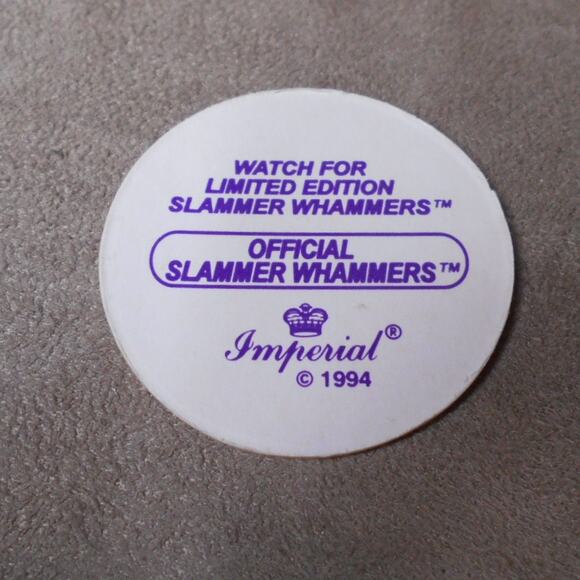 WATCH FOR
LIMITED EDITION
SLAMMER WHAMMERS™
OFFICIAL
SLAMMER WHAMMERS™
Imperial®
© 1994